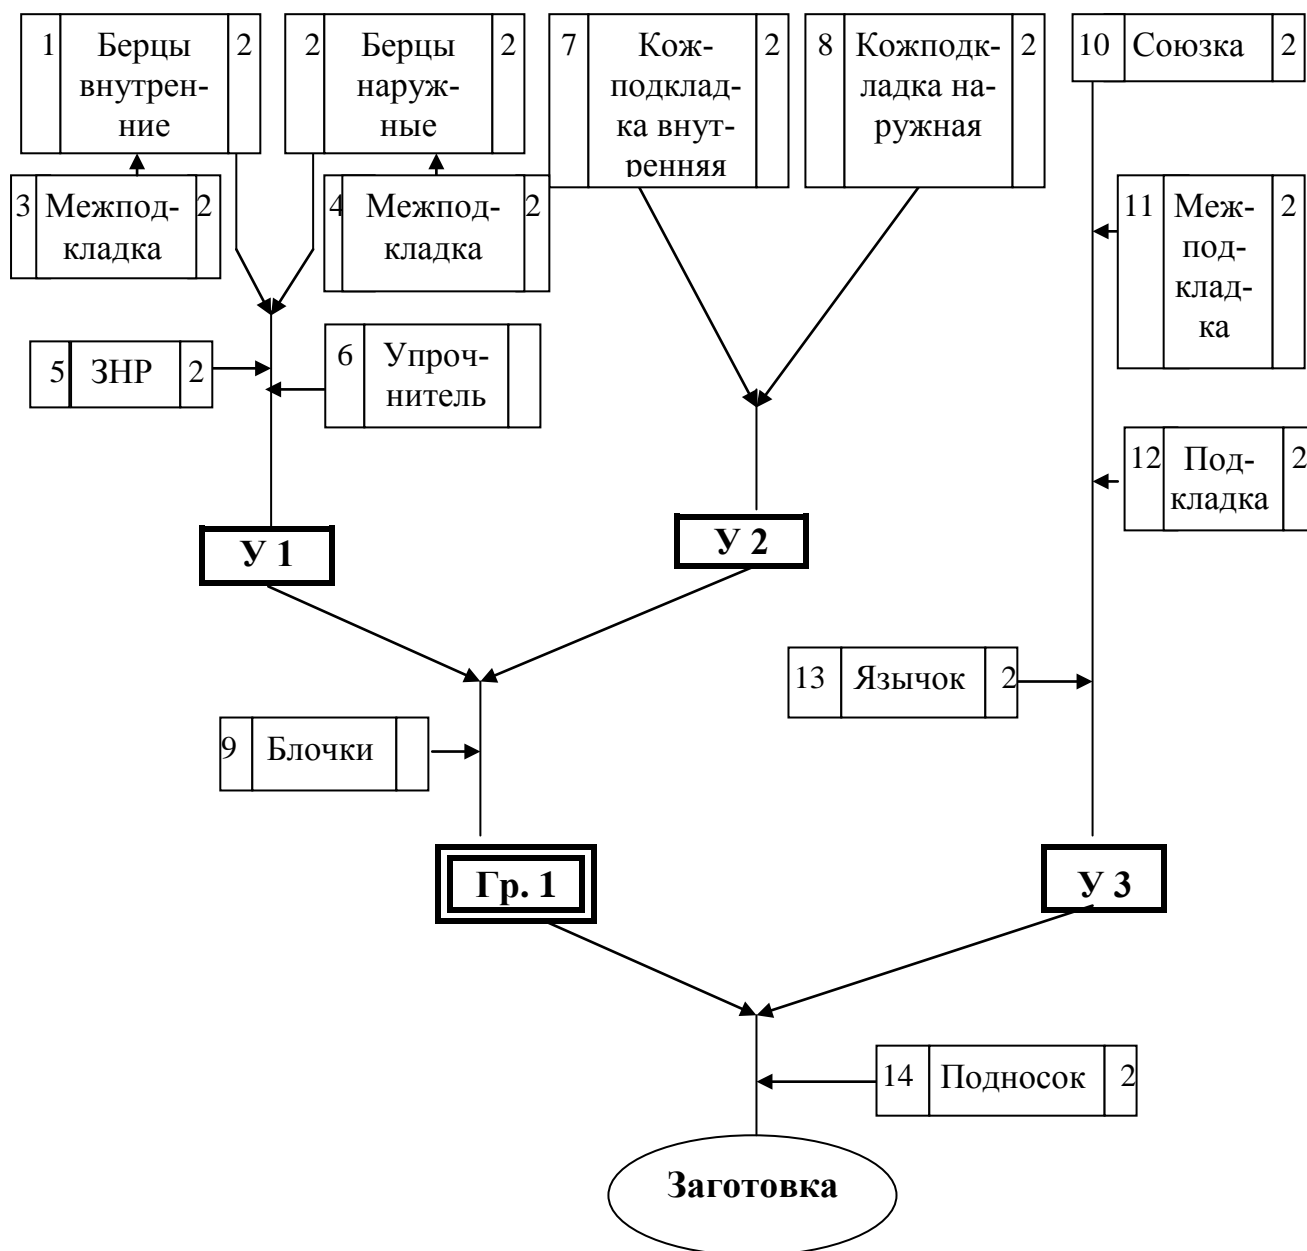 1 Берцы внутрен- ние 2
2 Берцы наруж- ные 2
7 Кож- подклад- ка внут- ренняя 2
8 Кожподк- ладка на- ружная 2
10 Союзка 2
3 Межпод- кладка 2
4 Межпод- кладка 2
11 Меж- под- клад- ка 2
5 ЗНР 2
6 Упроч- нитель
12 Под- кладка 2
У 1
У 2
13 Язычок 2
9 Блочки
Гр. 1
У 3
14 Подносок 2
Заготовка